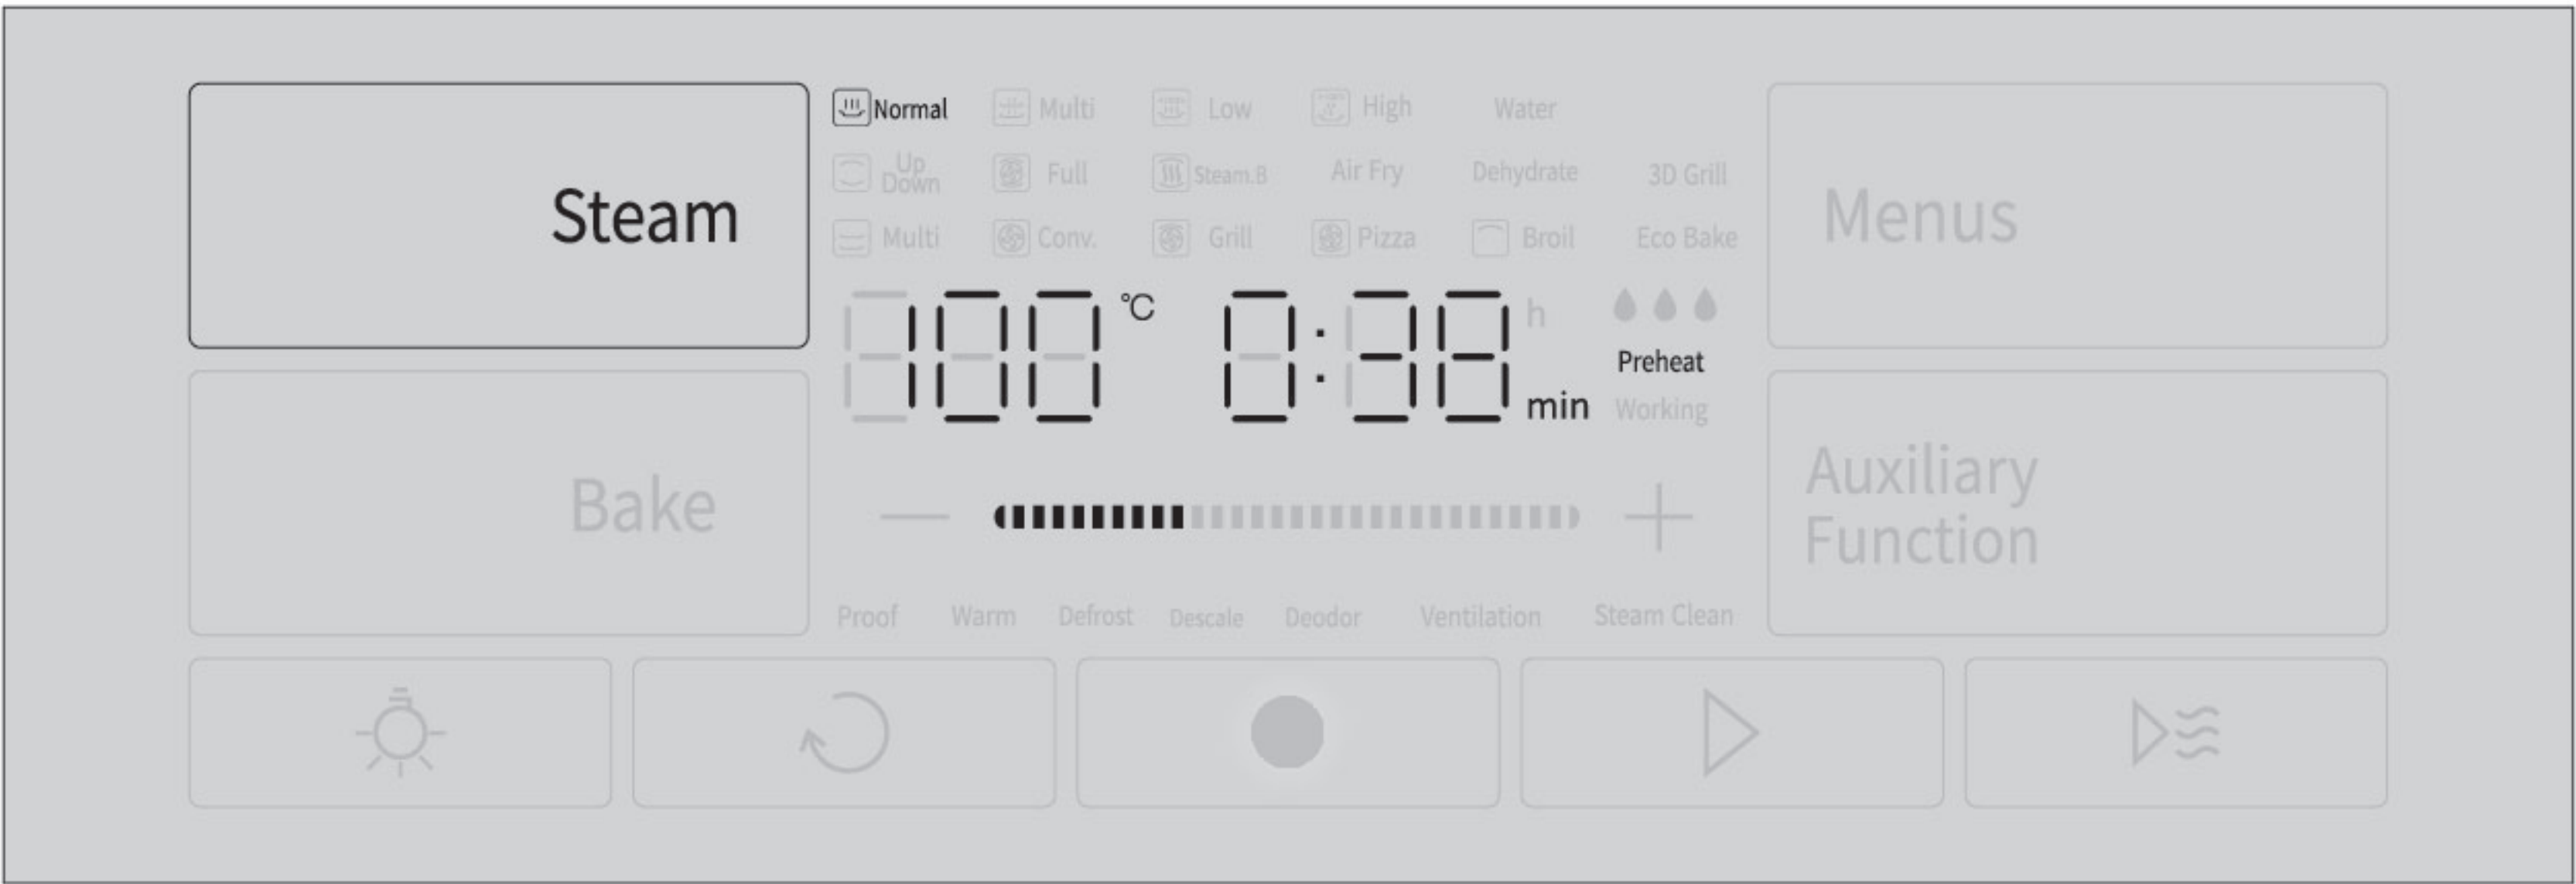 Normal Multi Low High Water
Up Down Full Steam.B Air Fry Dehydrate 3D Grill
Multi Conv. Grill Pizza Broil Eco Bake
Steam
Menus
100 °C 0:38 h min
Preheat
Working
Bake
Auxiliary
Function
Proof Warm Defrost Descale Deodor Ventilation Steam Clean